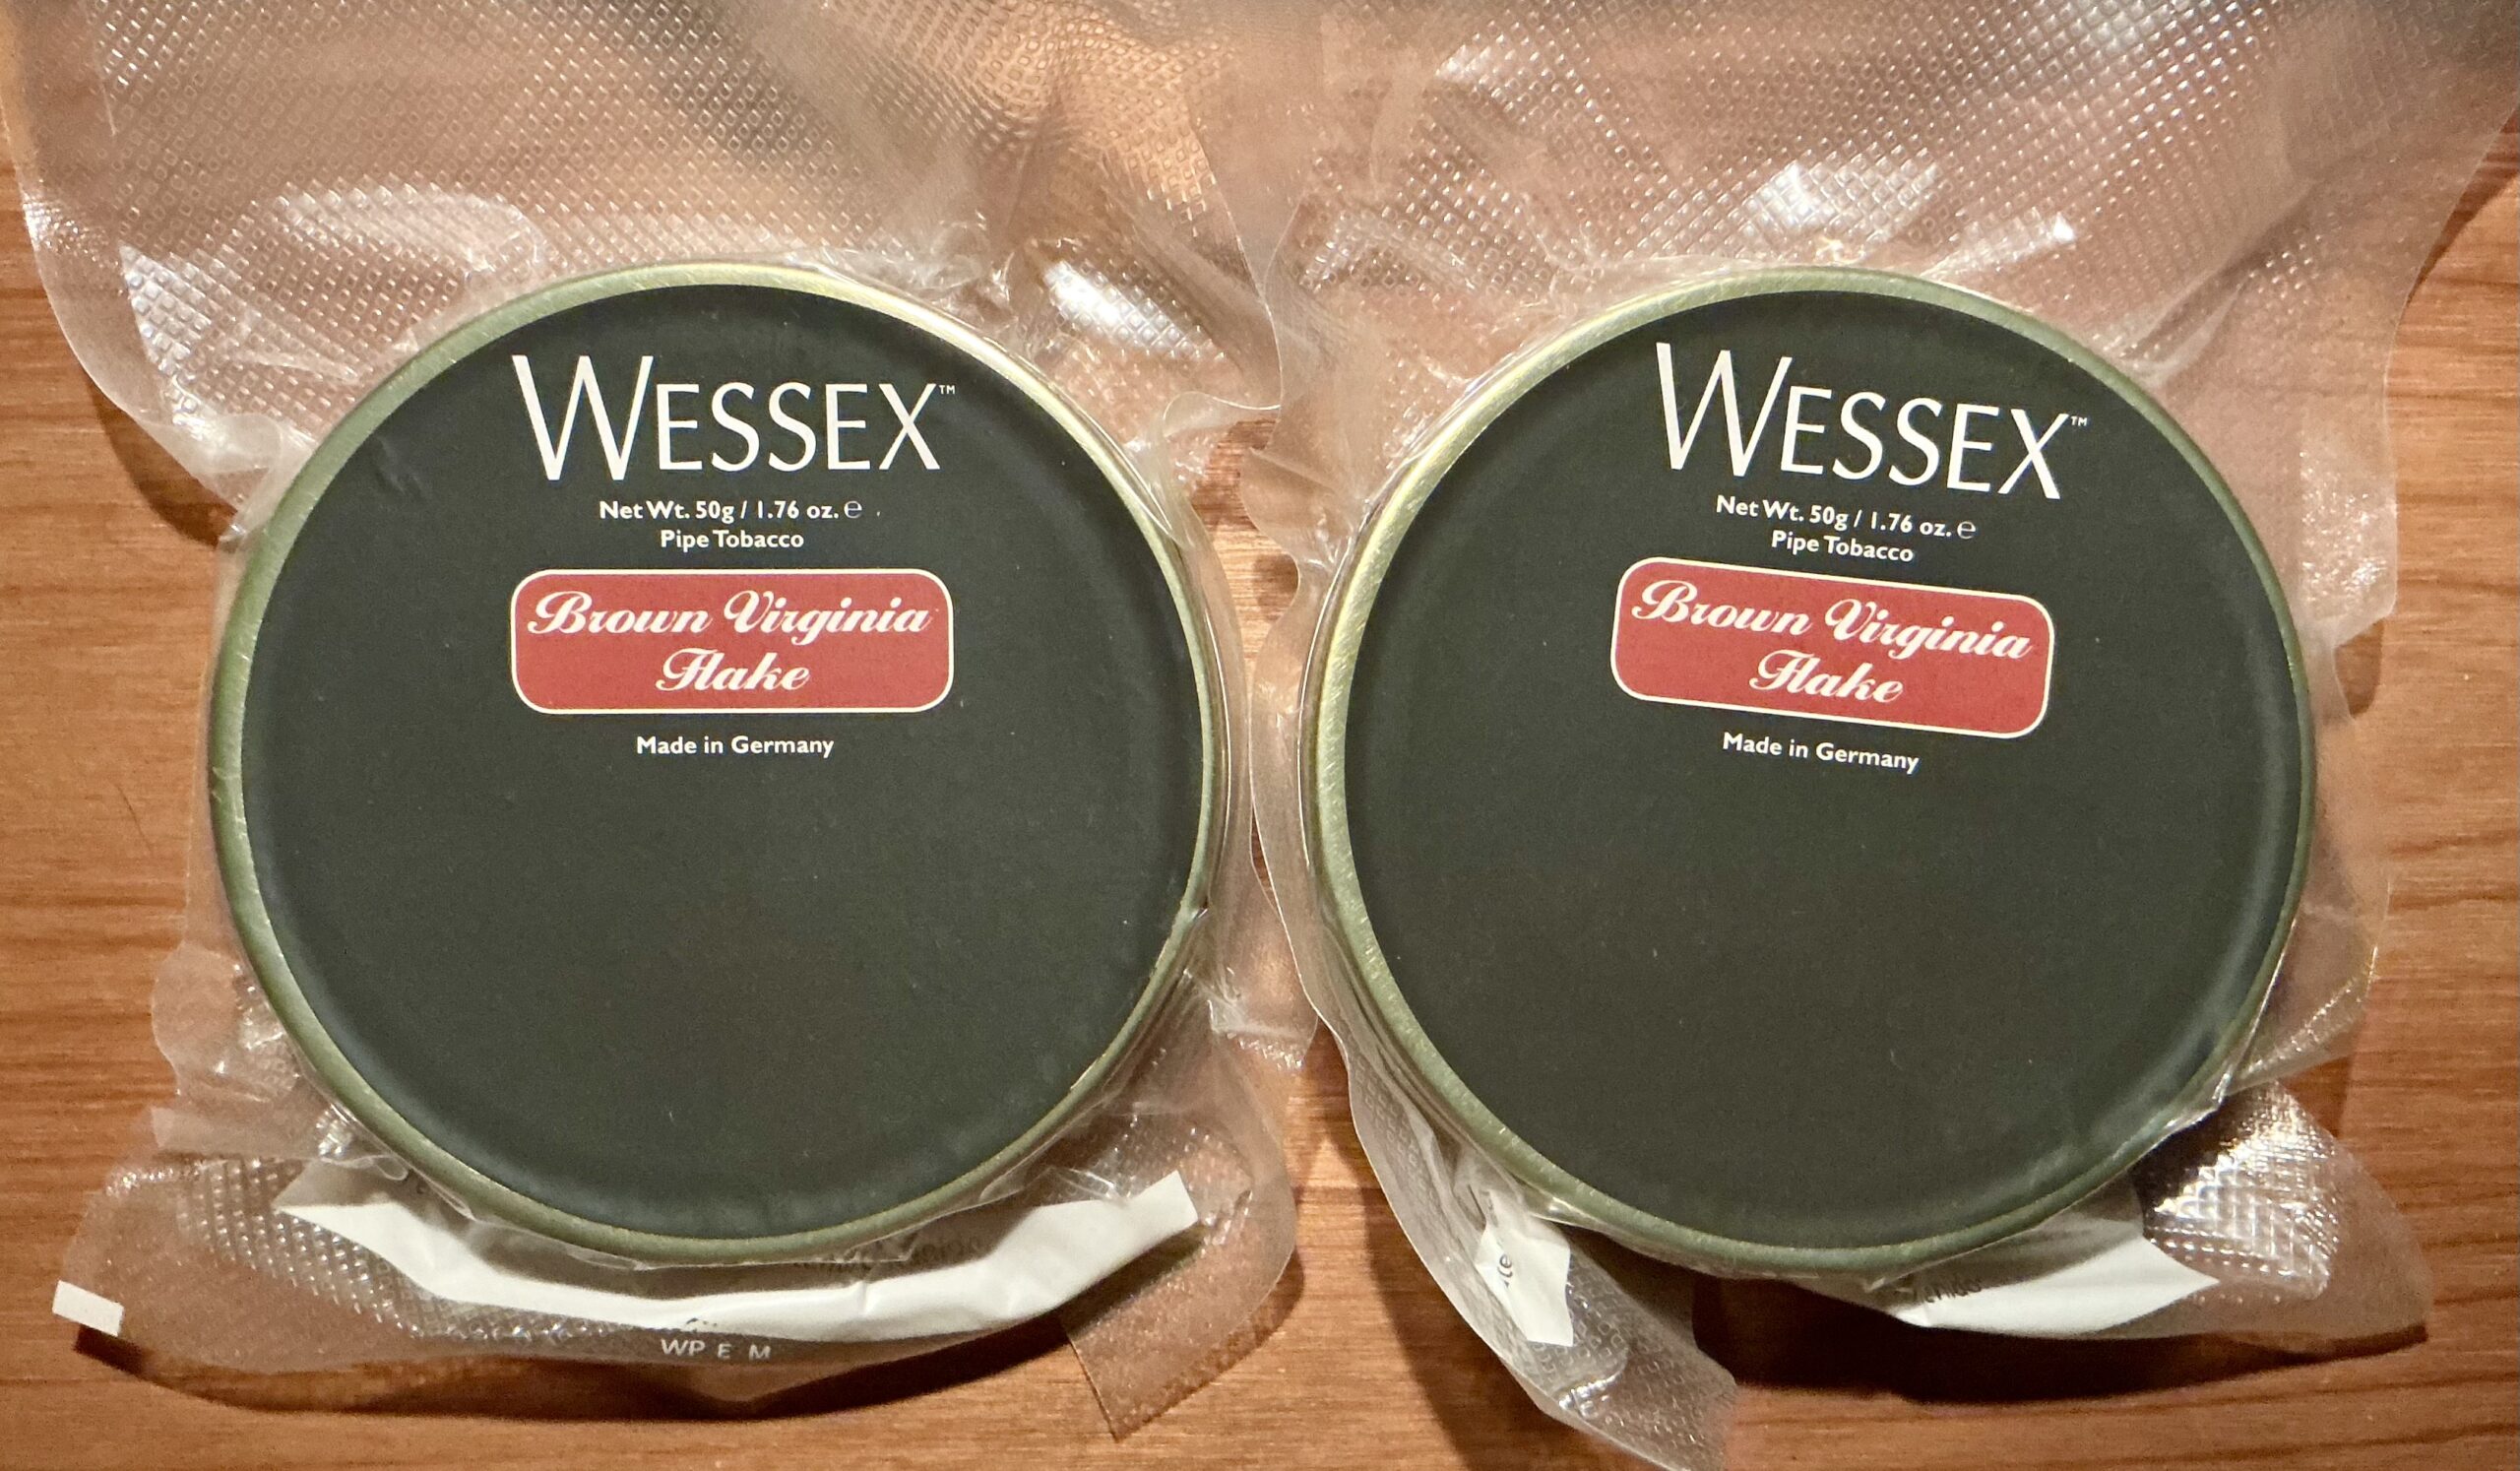 WESSEX™
Net Wt. 50g / 1.76 oz. ℮
Pipe Tobacco
Brown Virginia
Flake
Made in Germany
WESSEX™
Net Wt. 50g / 1.76 oz. ℮
Pipe Tobacco
Brown Virginia
Flake
Made in Germany